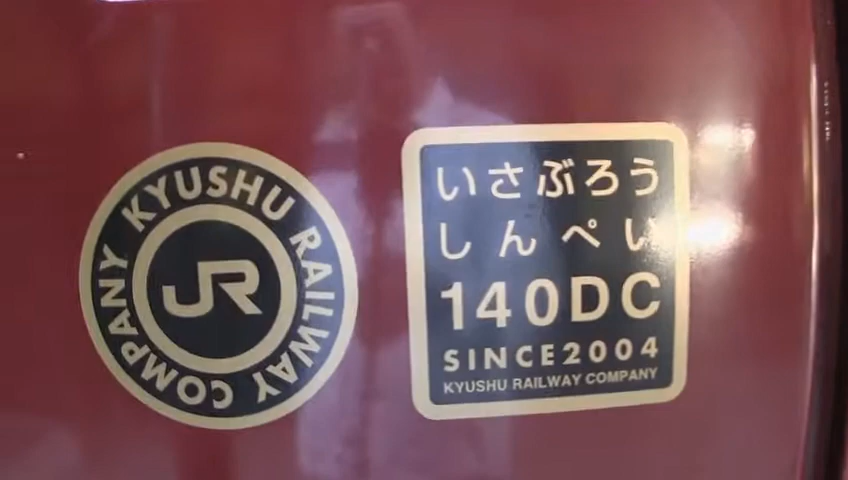 KYUSHU RAILWAY COMPANY
JR
いさぶろう
しんぺい
140DC
SINCE2004
KYUSHU RAILWAY COMPANY